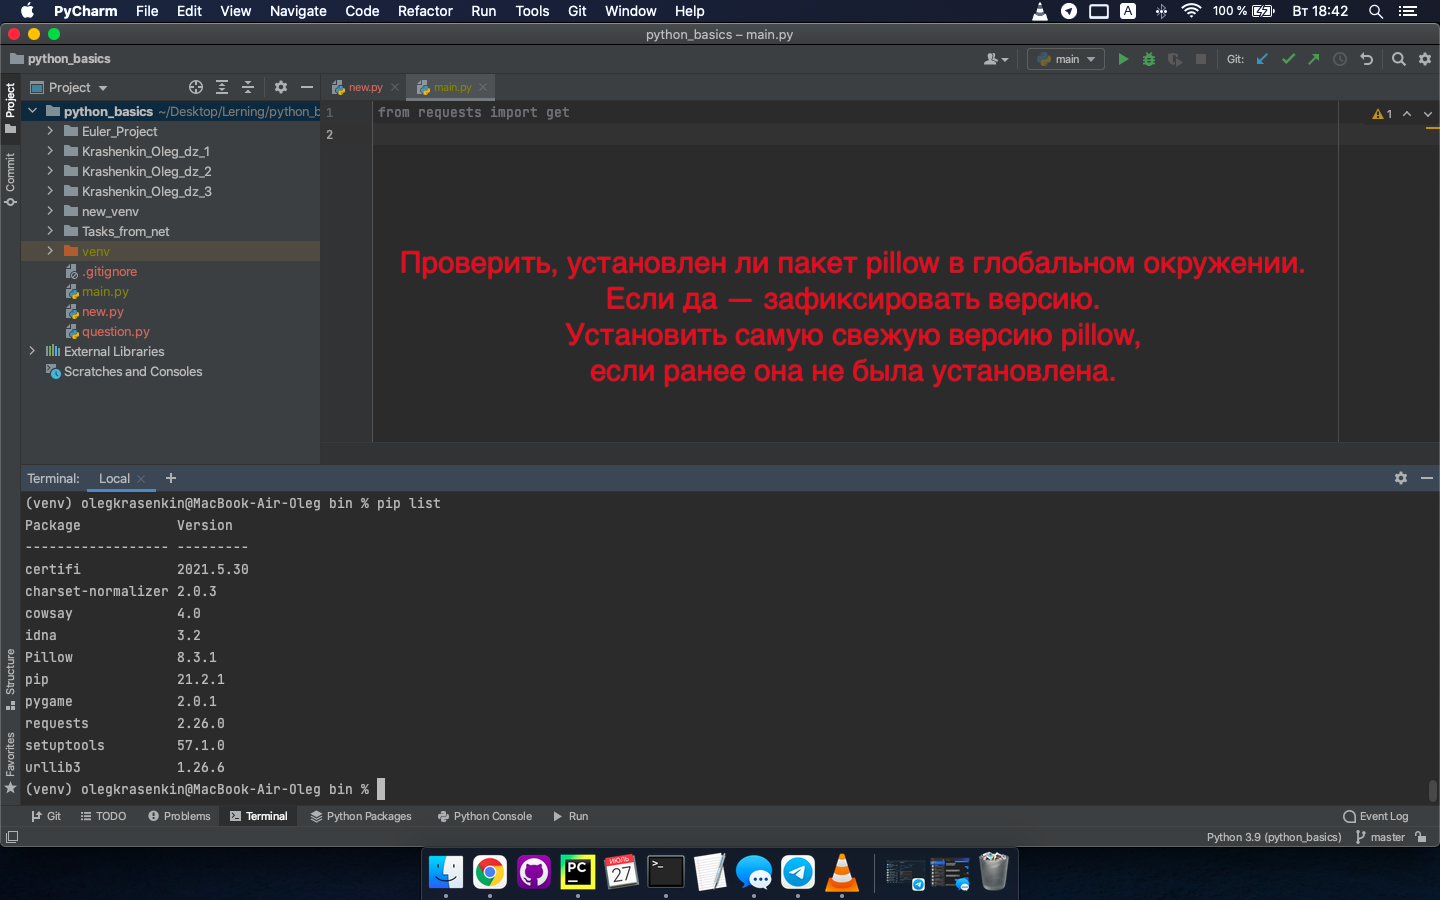 PyCharm File Edit View Navigate Code Refactor Run Tools Git Window Help A 100 % Вт 18:42
python_basics – main.py
python_basics main Git:
Project
new.py main.py
python_basics ~/Desktop/Lerning/python_b
Euler_Project
Krashenkin_Oleg_dz_1
Krashenkin_Oleg_dz_2
Krashenkin_Oleg_dz_3
new_venv
Tasks_from_net
venv
.gitignore
main.py
new.py
question.py
External Libraries
Scratches and Consoles
Project
Commit
Structure
Favorites
1 from requests import get
2
1
Проверить, установлен ли пакет pillow в глобальном окружении.
Если да — зафиксировать версию.
Установить самую свежую версию pillow,
если ранее она не была установлена.
Terminal: Local
(venv) olegkrasenkin@MacBook-Air-Oleg bin % pip list
Package Version
------------------ ---------
certifi 2021.5.30
charset-normalizer 2.0.3
cowsay 4.0
idna 3.2
Pillow 8.3.1
pip 21.2.1
pygame 2.0.1
requests 2.26.0
setuptools 57.1.0
urllib3 1.26.6
(venv) olegkrasenkin@MacBook-Air-Oleg bin %
Git TODO Problems Terminal Python Packages Python Console Run Event Log
Python 3.9 (python_basics) master
PC
ИЮЛЬ
27
>_